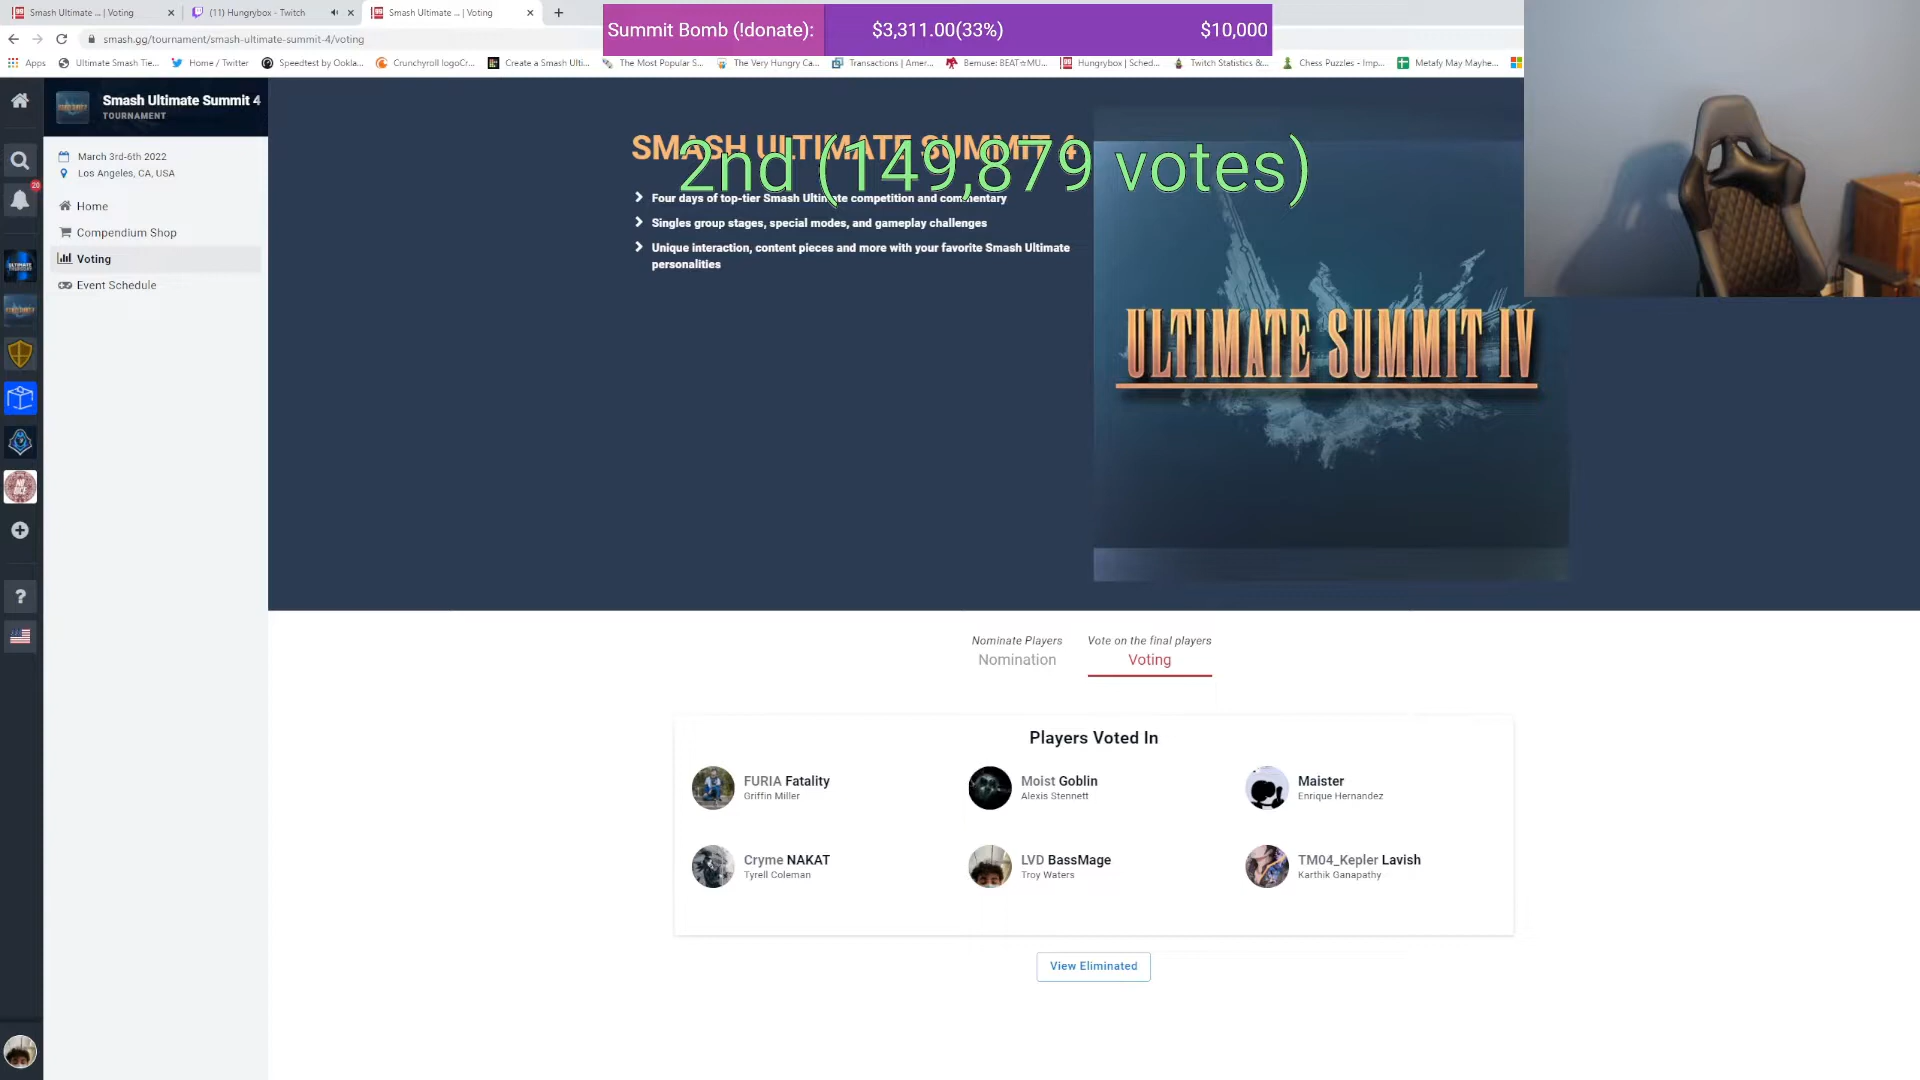 Smash Ultimate ... | Voting
(11) Hungrybox - Twitch
Smash Ultimate ... | Voting
smash.gg/tournament/smash-ultimate-summit-4/voting
Summit Bomb (!donate):
$3,311.00(33%)
$10,000
Apps
Ultimate Smash Tie...
Home / Twitter
Speedtest by Ookla...
Crunchyroll logoCr...
Create a Smash Ulti...
The Most Popular S...
The Very Hungry Ca...
Transactions | Amer...
Bemuse: BEAT☆MU...
Hungrybox | Sched...
Twitch Statistics &...
Chess Puzzles - Imp...
Metafy May Mayhe...
Smash Ultimate Summit 4
TOURNAMENT
March 3rd-6th 2022
Los Angeles, CA, USA
20
Home
Compendium Shop
Voting
Event Schedule
SMASH ULTIMATE SUMMIT 4
2nd (149,879 votes)
Four days of top-tier Smash Ultimate competition and commentary
Singles group stages, special modes, and gameplay challenges
Unique interaction, content pieces and more with your favorite Smash Ultimate
personalities
ULTIMATE SUMMIT IV
Nominate Players
Nomination
Vote on the final players
Voting
Players Voted In
FURIA Fatality
Griffin Miller
Moist Goblin
Alexis Stennett
Maister
Enrique Hernandez
Cryme NAKAT
Tyrell Coleman
LVD BassMage
Troy Waters
TM04_Kepler Lavish
Karthik Ganapathy
View Eliminated